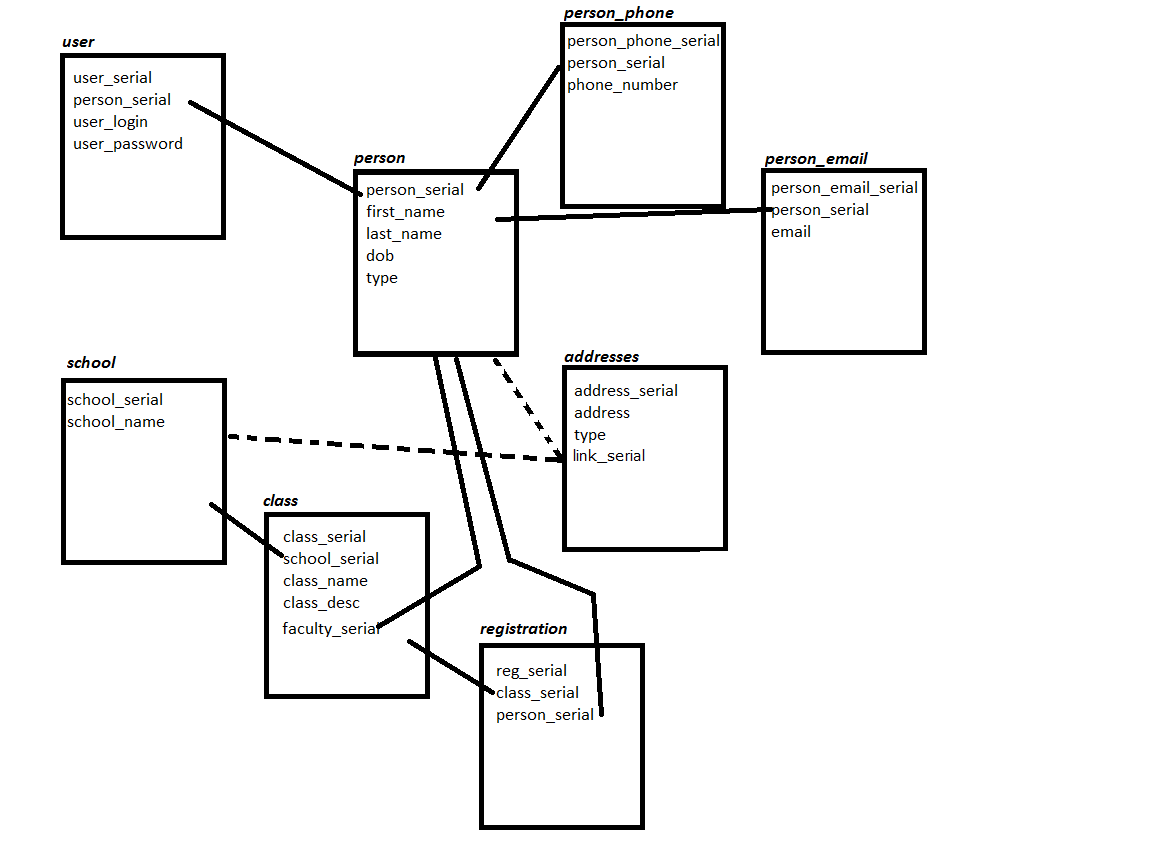 person_phone
person_phone_serial
person_serial
phone_number
user
user_serial
person_serial
user_login
user_password
person
person_serial
first_name
last_name
dob
type
person_email
person_email_serial
person_serial
email
school
school_serial
school_name
addresses
address_serial
address
type
link_serial
class
class_serial
school_serial
class_name
class_desc
faculty_serial
registration
reg_serial
class_serial
person_serial